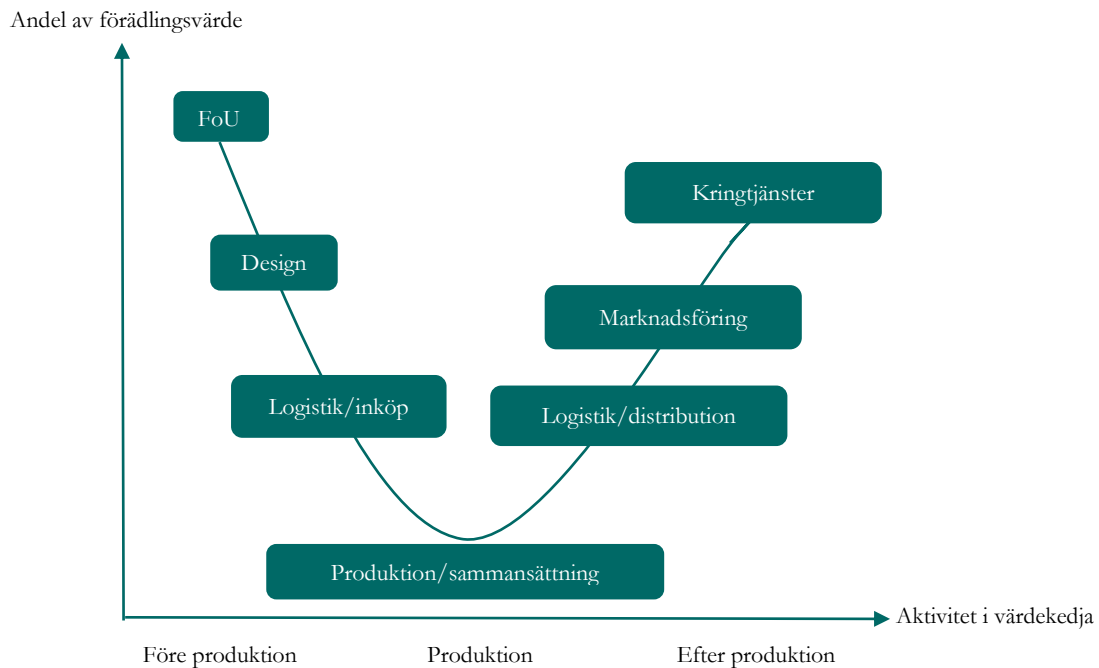 Andel av förädlingsvärde
FoU
Kringtjänster
Design
Marknadsföring
Logistik/inköp
Logistik/distribution
Produktion/sammansättning
Aktivitet i värdekedja
Före produktion
Produktion
Efter produktion